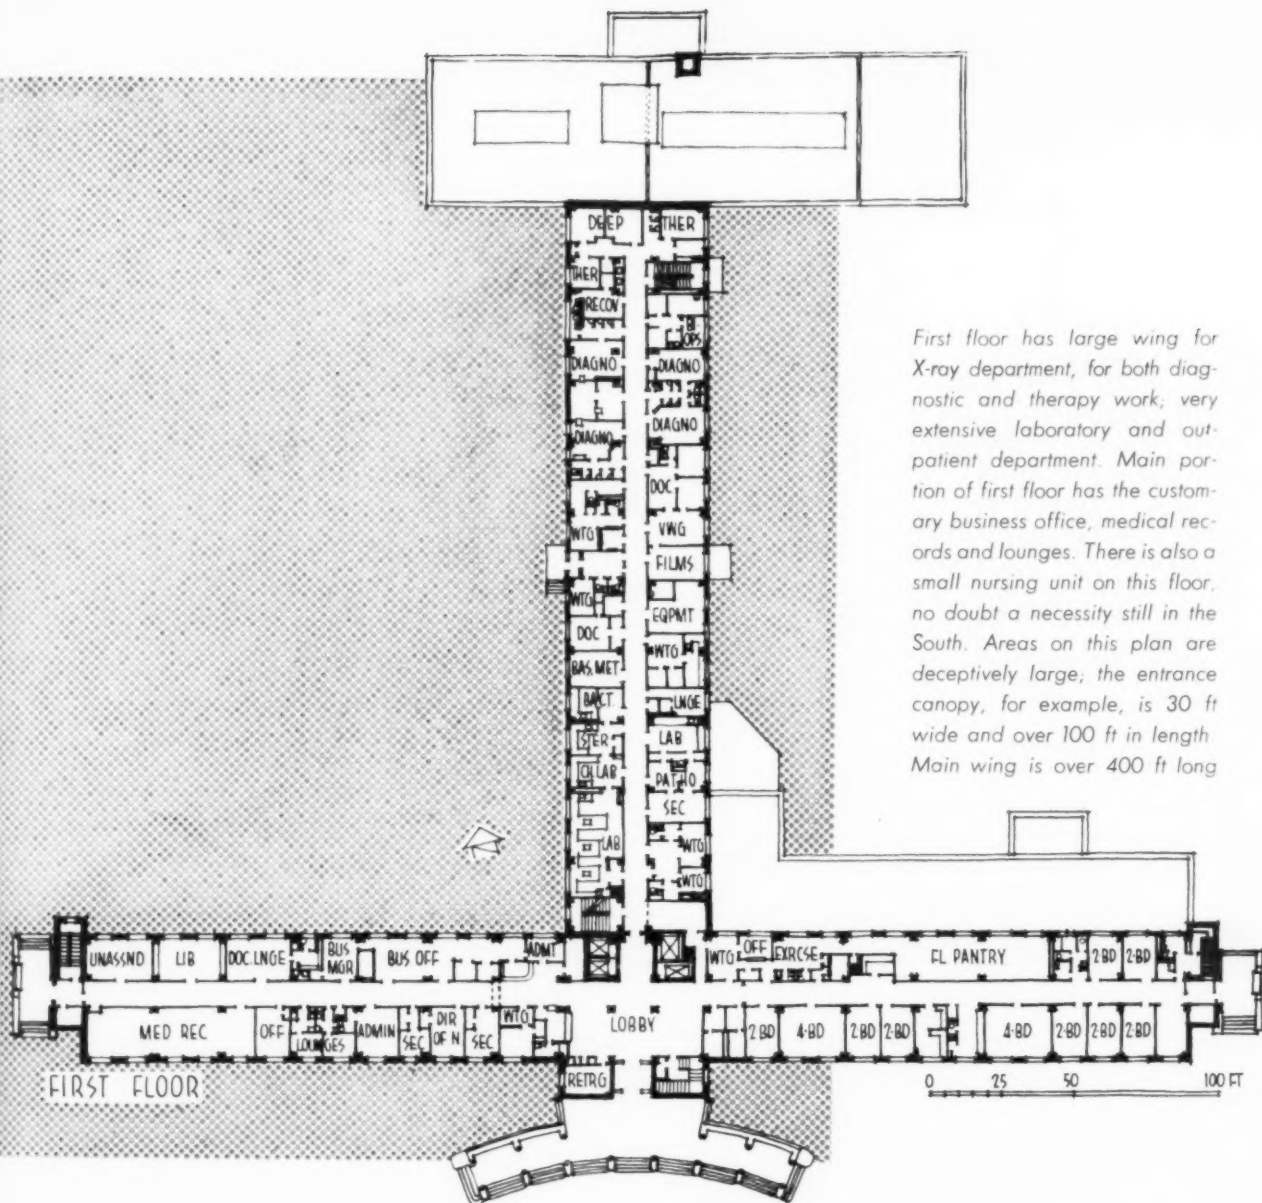 DEEP THER
THER
RECOV
OPS
DIAGNO DIAGNO
DIAGNO
DIAGNO
DOC
WTG VWG
FILMS
WTG EQPMT
DOC WTG
BAS. MET
BACT. LNGE
STER LAB
CH. LAB PATHO
SEC
LAB WTG
WTG
First floor has large wing for
X-ray department, for both diag-
nostic and therapy work; very
extensive laboratory and out-
patient department. Main por-
tion of first floor has the custom-
ary business office, medical rec-
ords and lounges. There is also a
small nursing unit on this floor,
no doubt a necessity still in the
South. Areas on this plan are
deceptively large; the entrance
canopy, for example, is 30 ft
wide and over 100 ft in length
Main wing is over 400 ft long
UNASSND LIB DOC. LNGE BUS MGR BUS OFF ADMT WTG OFF EXRCSE FL PANTRY 2 BD 2 BD
MED REC OFF LOUNGES ADMIN SEC DIR OF N SEC WTG LOBBY 2 BD 4-BD 2 BD 2 BD 4-BD 2 BD 2 BD 2 BD
RETRG
FIRST FLOOR
0 25 50 100 FT